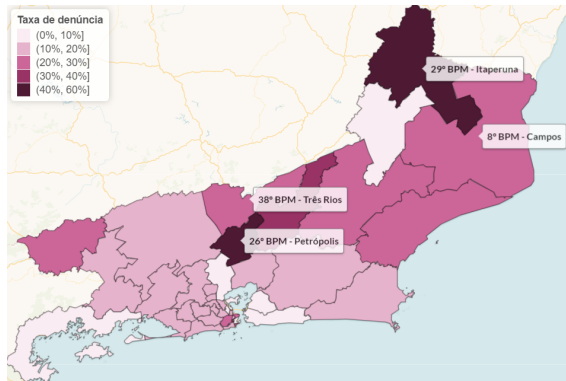 Taxa de denúncia
(0%, 10%]
(10%, 20%]
(20%, 30%]
(30%, 40%]
(40%, 60%]
29º BPM - Itaperuna
8º BPM - Campos
38º BPM - Três Rios
26º BPM - Petrópolis